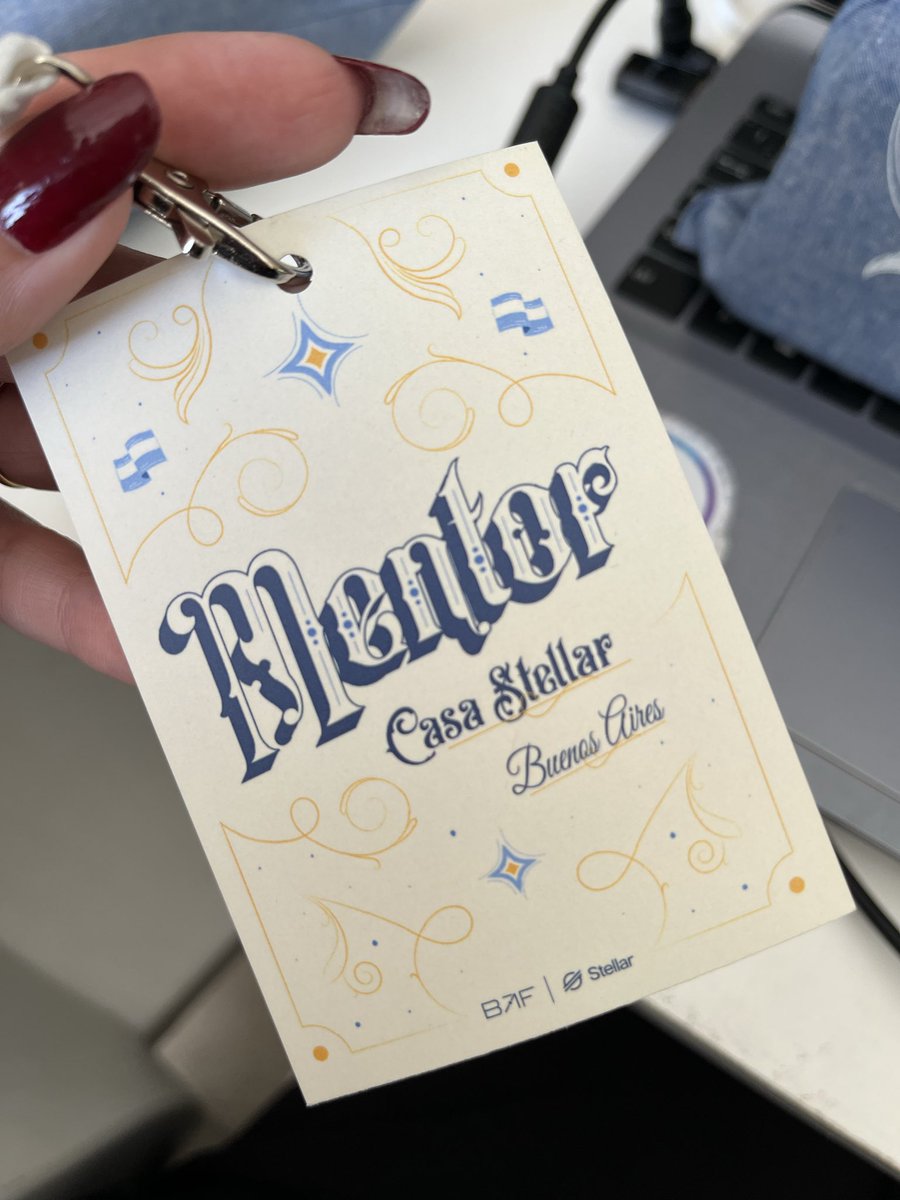 Mentor
Casa Stellar
Buenos Aires
BAF | Stellar